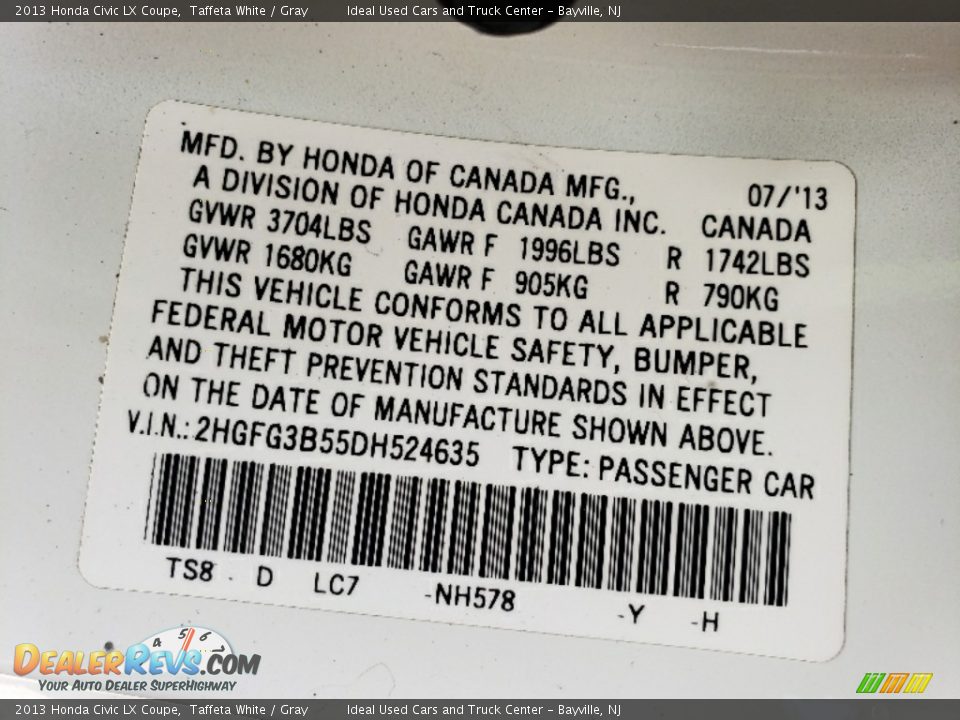 2013 Honda Civic LX Coupe, Taffeta White / Gray Ideal Used Cars and Truck Center - Bayville, NJ
MFD. BY HONDA OF CANADA MFG., 07/'13
A DIVISION OF HONDA CANADA INC. CANADA
GVWR 3704LBS GAWR F 1996LBS R 1742LBS
GVWR 1680KG GAWR F 905KG R 790KG
THIS VEHICLE CONFORMS TO ALL APPLICABLE
FEDERAL MOTOR VEHICLE SAFETY, BUMPER,
AND THEFT PREVENTION STANDARDS IN EFFECT
ON THE DATE OF MANUFACTURE SHOWN ABOVE.
V.I.N.: 2HGFG3B55DH524635 TYPE: PASSENGER CAR
TS8 D LC7 -NH578 -Y -H
4 5 6
DEALERREVS.COM
YOUR AUTO DEALER SUPERHIGHWAY
2013 Honda Civic LX Coupe, Taffeta White / Gray Ideal Used Cars and Truck Center - Bayville, NJ